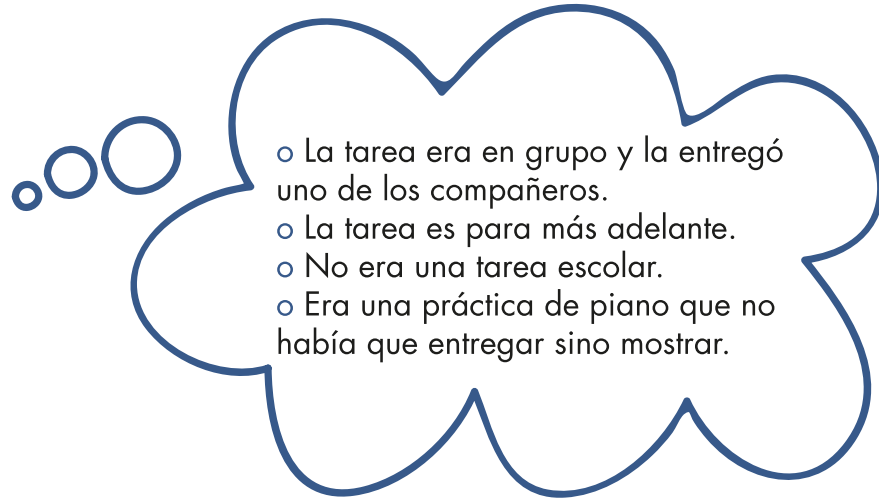 o La tarea era en grupo y la entregó
uno de los compañeros.
o La tarea es para más adelante.
o No era una tarea escolar.
o Era una práctica de piano que no
había que entregar sino mostrar.